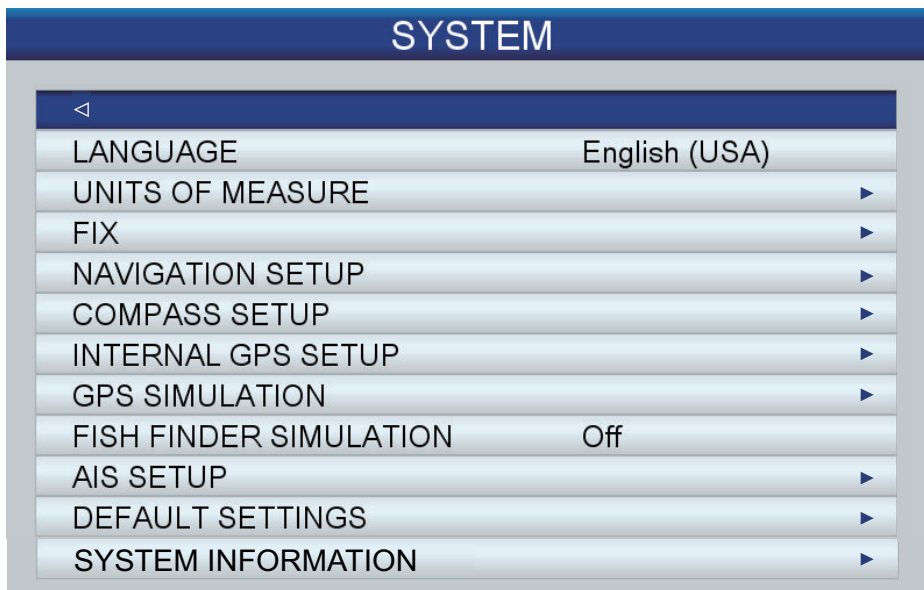 SYSTEM
LANGUAGE English (USA)
UNITS OF MEASURE
FIX
NAVIGATION SETUP
COMPASS SETUP
INTERNAL GPS SETUP
GPS SIMULATION
FISH FINDER SIMULATION Off
AIS SETUP
DEFAULT SETTINGS
SYSTEM INFORMATION